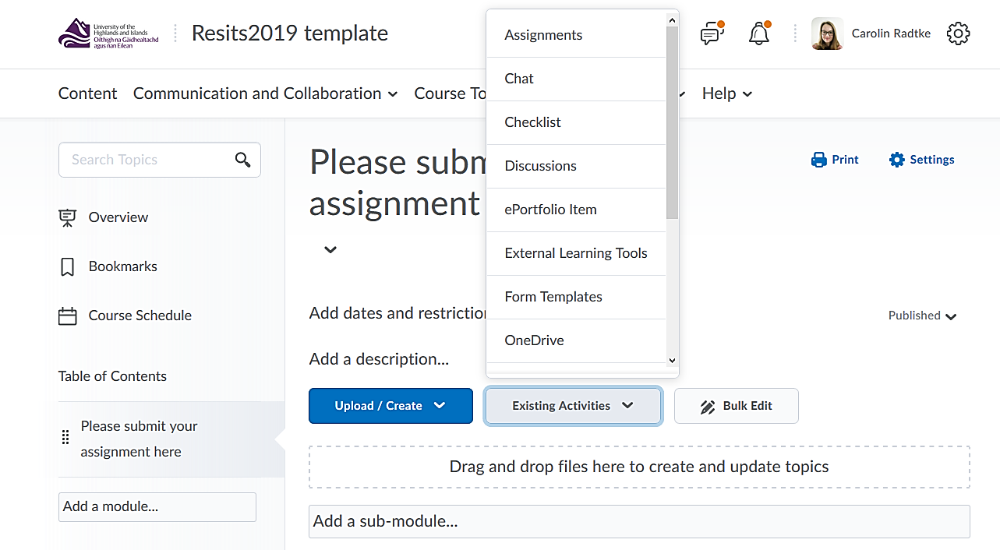 University of the
Highlands and Islands
Oilthigh na Gàidhealtachd
agus nan Eilean
Resits2019 template
Carolin Radtke
Content
Communication and Collaboration
Course To
Help
Assignments
Chat
Checklist
Discussions
ePortfolio Item
External Learning Tools
Form Templates
OneDrive
Search Topics
Overview
Bookmarks
Course Schedule
Table of Contents
Please submit your
assignment here
Add a module...
Please subm
assignment
Print
Settings
Add dates and restriction
Published
Add a description...
Upload / Create
Existing Activities
Bulk Edit
Drag and drop files here to create and update topics
Add a sub-module...